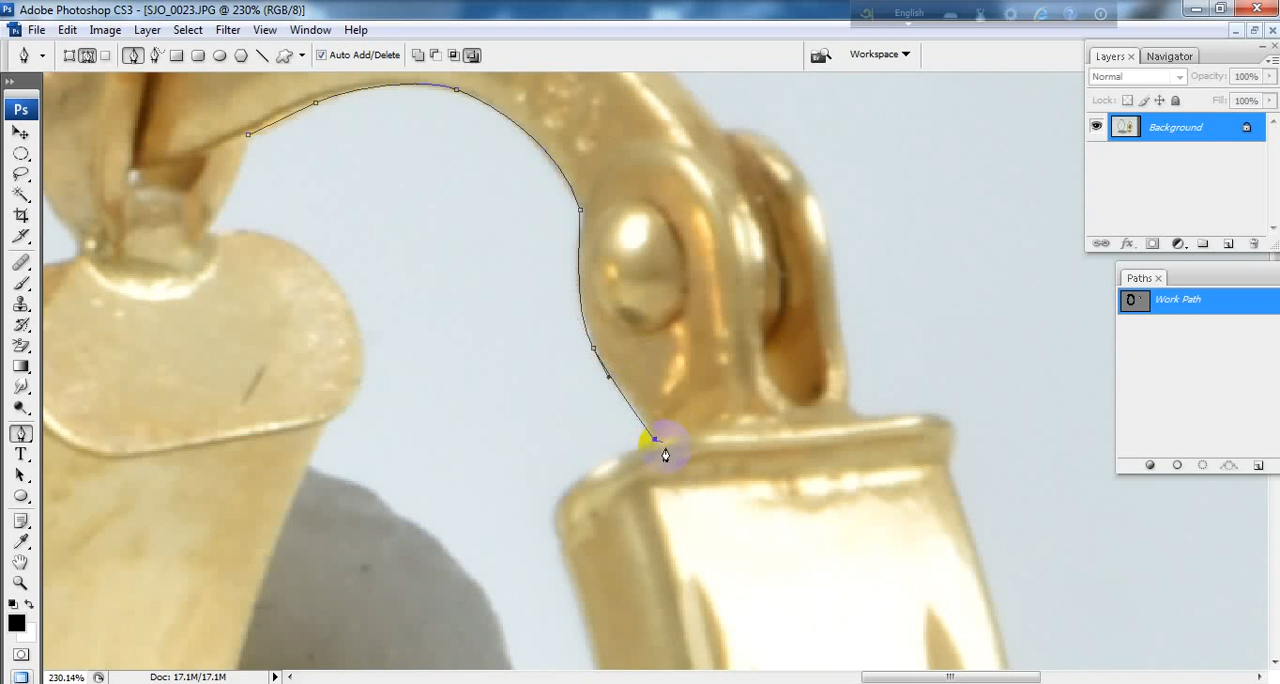 Adobe Photoshop CS3 - [SJO_0023.JPG @ 230% (RGB/8)]
English
File Edit Image Layer Select Filter View Window Help
Auto Add/Delete
Workspace
Layers
Navigator
Normal
Opacity: 100%
Lock:
Fill: 100%
Ps
Background
Paths
Work Path
T
230.14%
Doc: 17.1M/17.1M